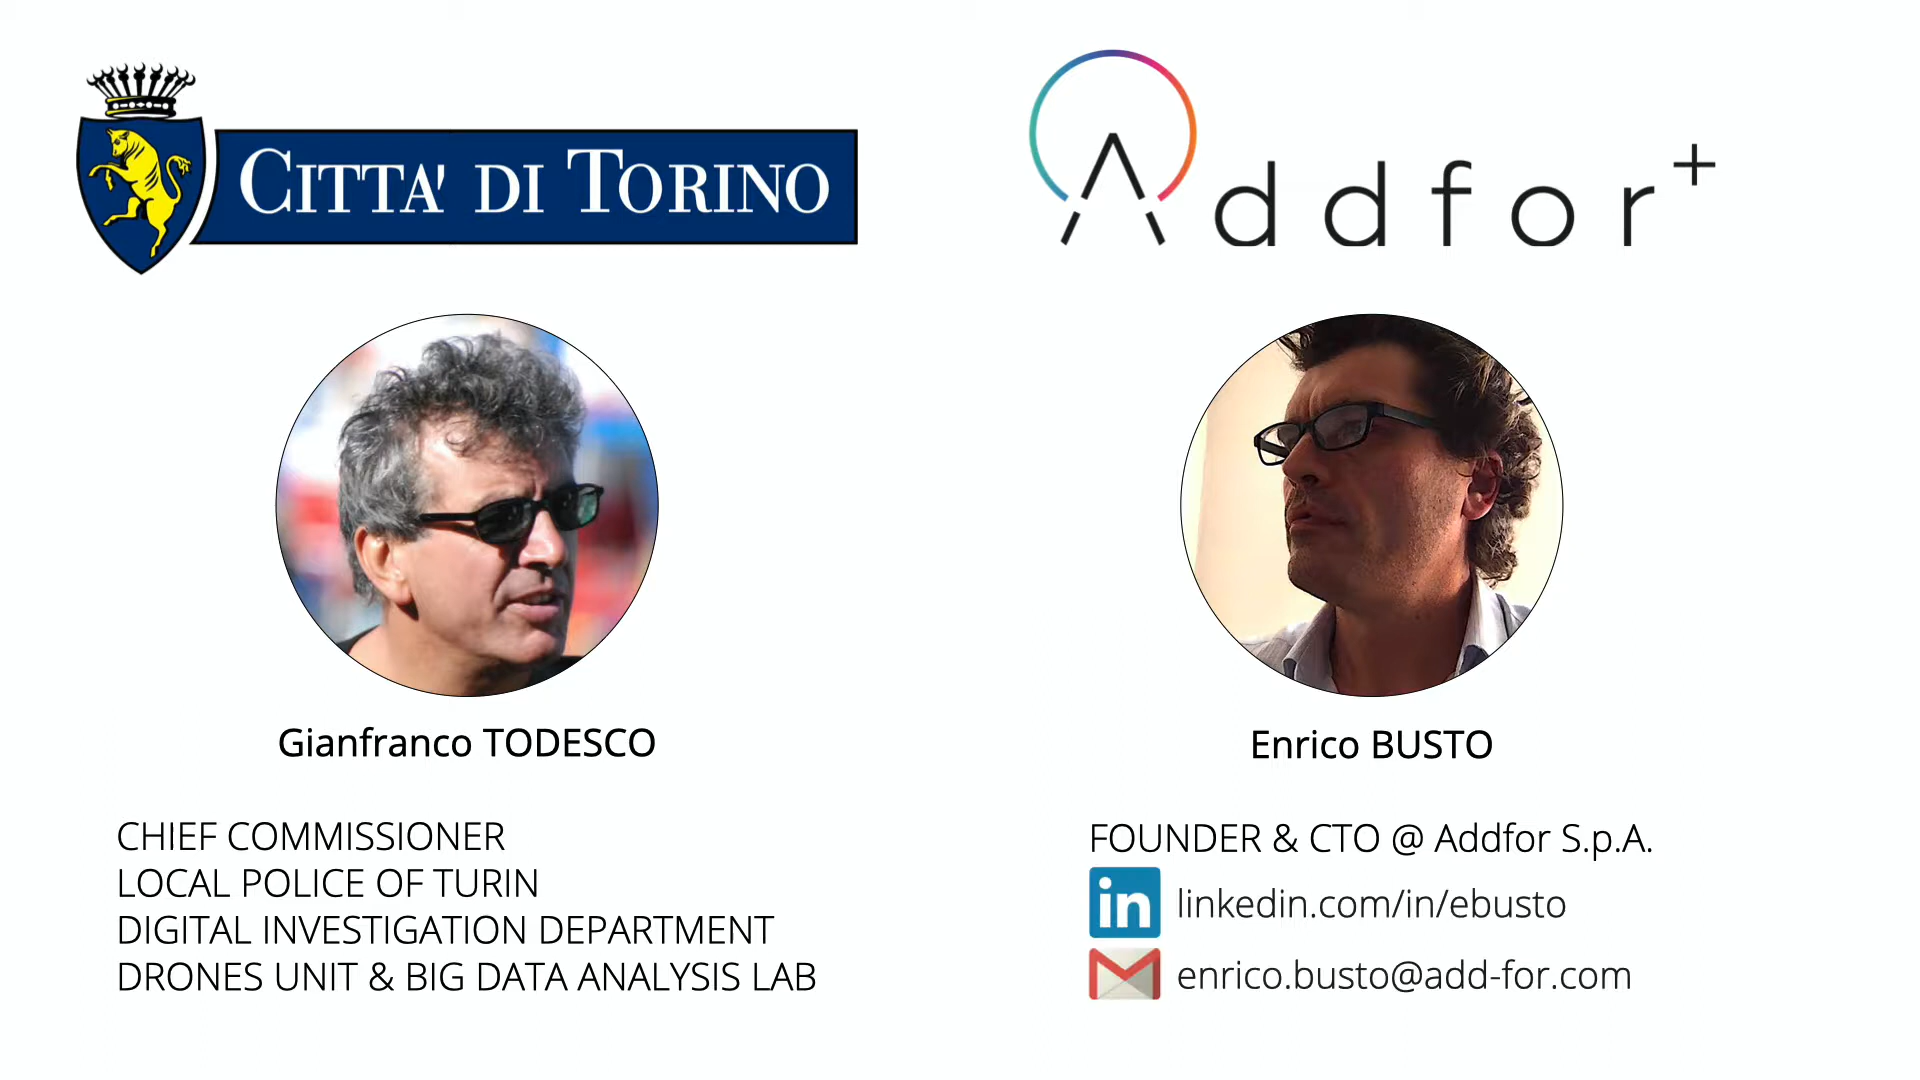 CITTA' DI TORINO
Addfor+
Gianfranco TODESCO
CHIEF COMMISSIONER
LOCAL POLICE OF TURIN
DIGITAL INVESTIGATION DEPARTMENT
DRONES UNIT & BIG DATA ANALYSIS LAB
Enrico BUSTO
FOUNDER & CTO @ Addfor S.p.A.
in linkedin.com/in/ebusto
enrico.busto@add-for.com